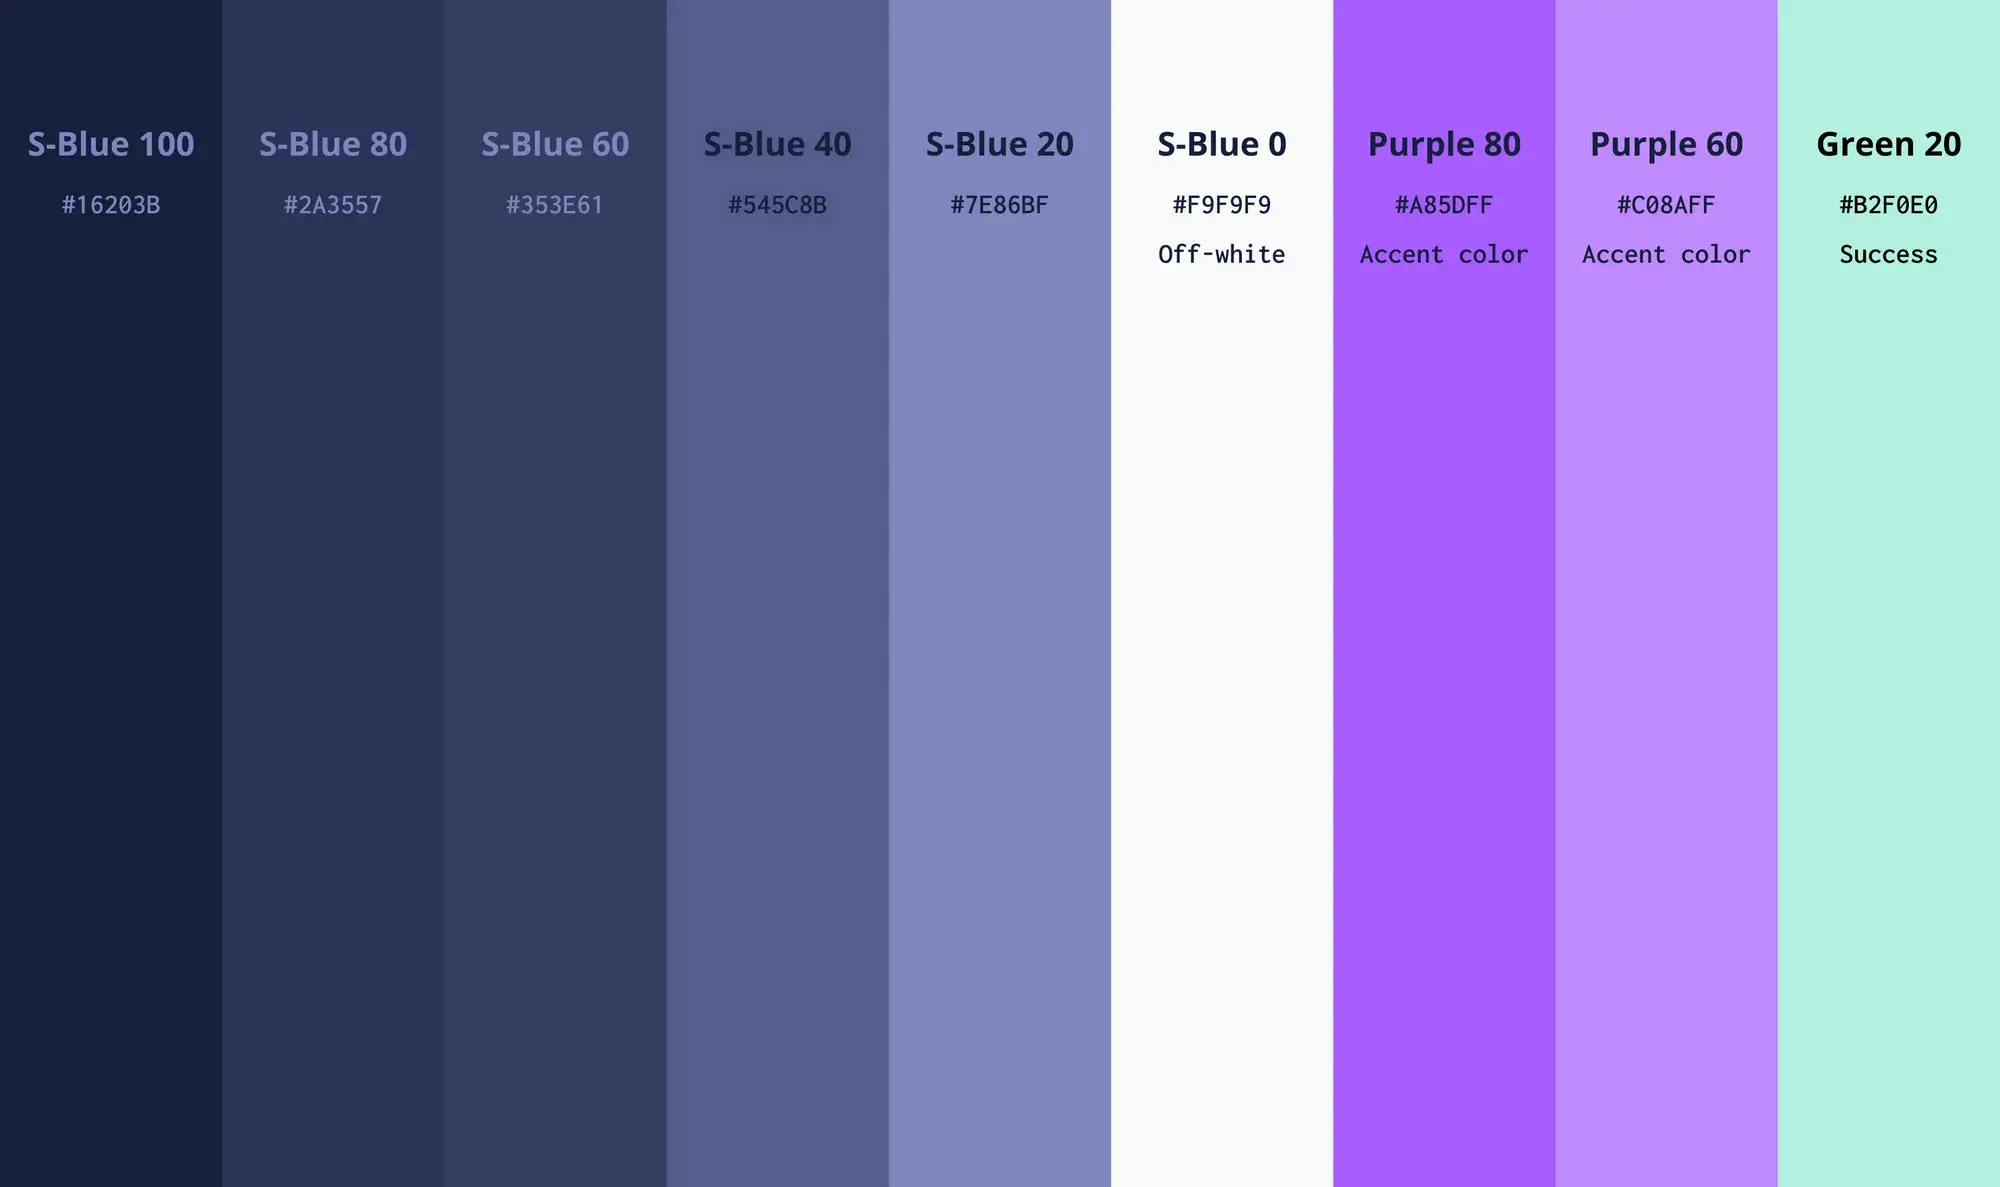 S-Blue 100
#16203B
S-Blue 80
#2A3557
S-Blue 60
#353E61
S-Blue 40
#545C8B
S-Blue 20
#7E86BF
S-Blue 0
#F9F9F9
Off-white
Purple 80
#A85DFF
Accent color
Purple 60
#C08AFF
Accent color
Green 20
#B2F0E0
Success